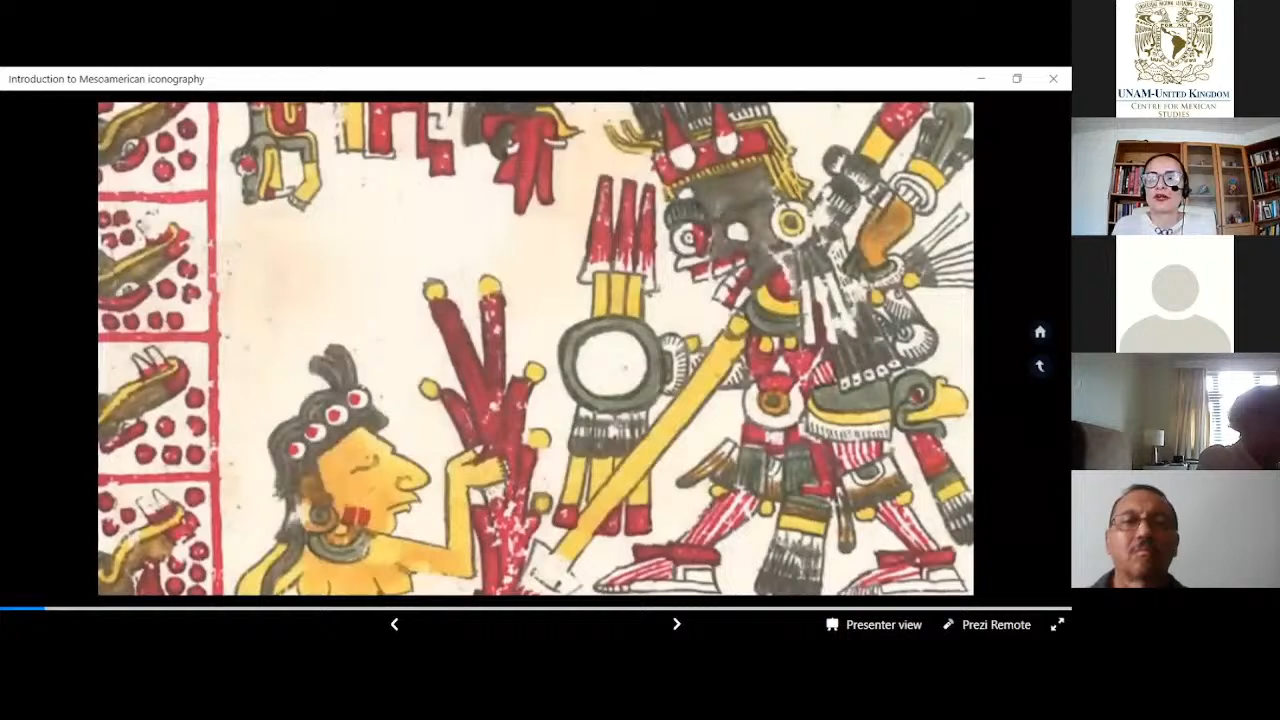 Introduction to Mesoamerican iconography
UNAM-UNITED KINGDOM
CENTRE FOR MEXICAN
STUDIES
Presenter view
Prezi Remote